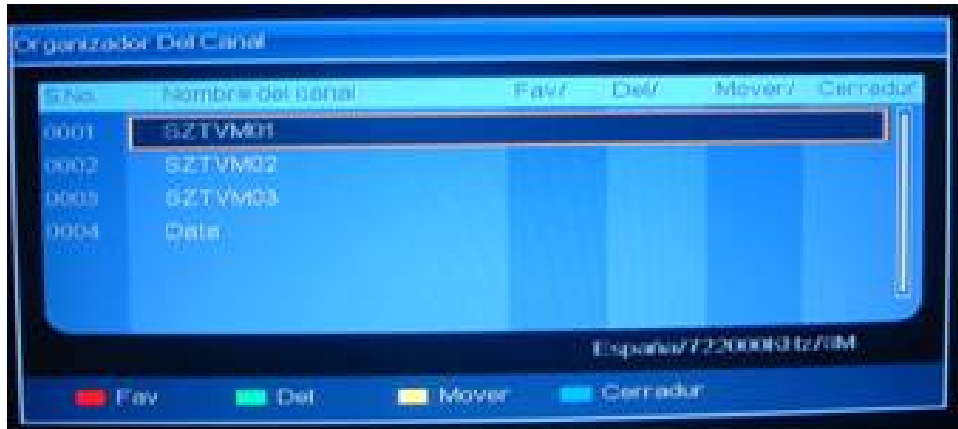 Organizador Del Canal
S.No. Nombre del canal Fav/ Del/ Mover/ Cerradur
0001 SZTVM01
0002 SZTVM02
0003 SZTVM03
0004 Data
España/722000KHz/8M
Fav Del Mover Cerradur